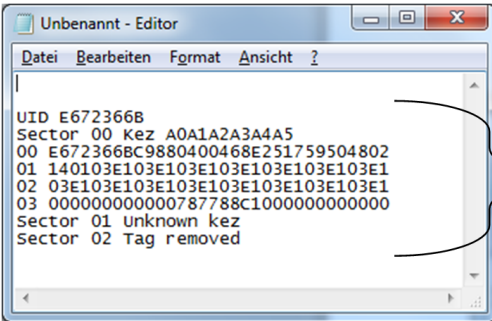 Unbenannt - Editor
Datei Bearbeiten Format Ansicht ?
UID E672366B
Sector 00 Kez A0A1A2A3A4A5
00 E672366BC9880400468E251759504802
01 140103E103E103E103E103E103E103E1
02 03E103E103E103E103E103E103E103E1
03 000000000000787788C1000000000000
Sector 01 Unknown kez
Sector 02 Tag removed